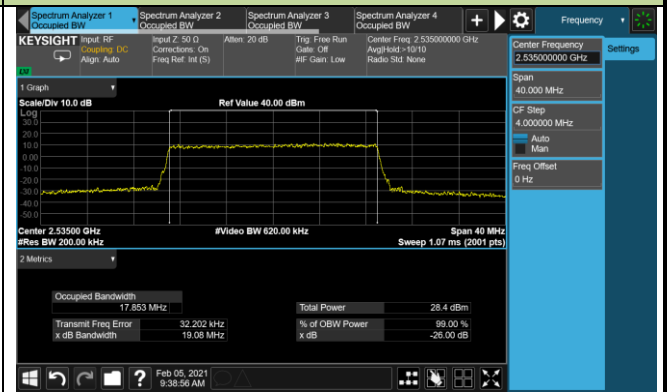 Spectrum Analyzer 1
Occupied BW
Spectrum Analyzer 2
Occupied BW
Spectrum Analyzer 3
Occupied BW
Spectrum Analyzer 4
Occupied BW
Frequency
KEYSIGHT
Input: RF
Coupling: DC
Align: Auto
Input Z: 50 Ω
Corrections: On
Freq Ref: Int (S)
Atten: 20 dB
Trig: Free Run
Gate: Off
#IF Gain: Low
Center Freq: 2.535000000 GHz
Avg|Hold:>10/10
Radio Std: None
Center Frequency
2.535000000 GHz
Settings
Span
40.000 MHz
CF Step
4.000000 MHz
Auto
Man
Freq Offset
0 Hz
1 Graph
Scale/Div 10.0 dB
Ref Value 40.00 dBm
Log
30.0
20.0
10.0
0.00
-10.0
-20.0
-30.0
-40.0
-50.0
Center 2.53500 GHz
#Video BW 620.00 kHz
Span 40 MHz
#Res BW 200.00 kHz
Sweep 1.07 ms (2001 pts)
2 Metrics
Occupied Bandwidth
17.853 MHz
Total Power
28.4 dBm
Transmit Freq Error
32.202 kHz
% of OBW Power
99.00 %
x dB Bandwidth
19.08 MHz
x dB
-26.00 dB
?
Feb 05, 2021
9:38:56 AM